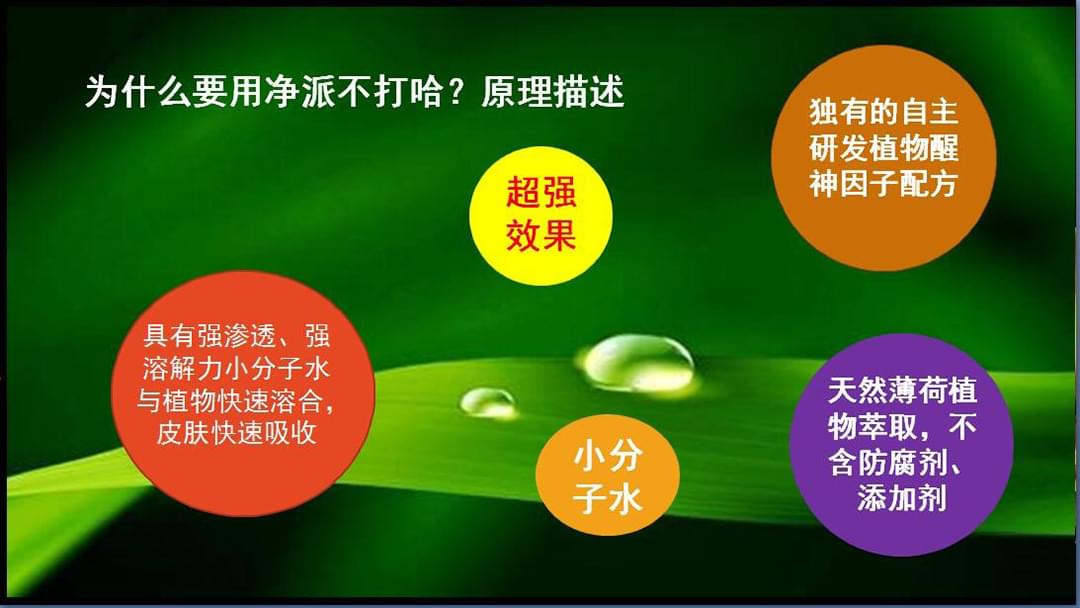 为什么要用净派不打哈？原理描述
独有的自主
研发植物醒
神因子配方
超强
效果
具有强渗透、强
溶解力小分子水
与植物快速溶合，
皮肤快速吸收
小分
子水
天然薄荷植
物萃取，不
含防腐剂、
添加剂